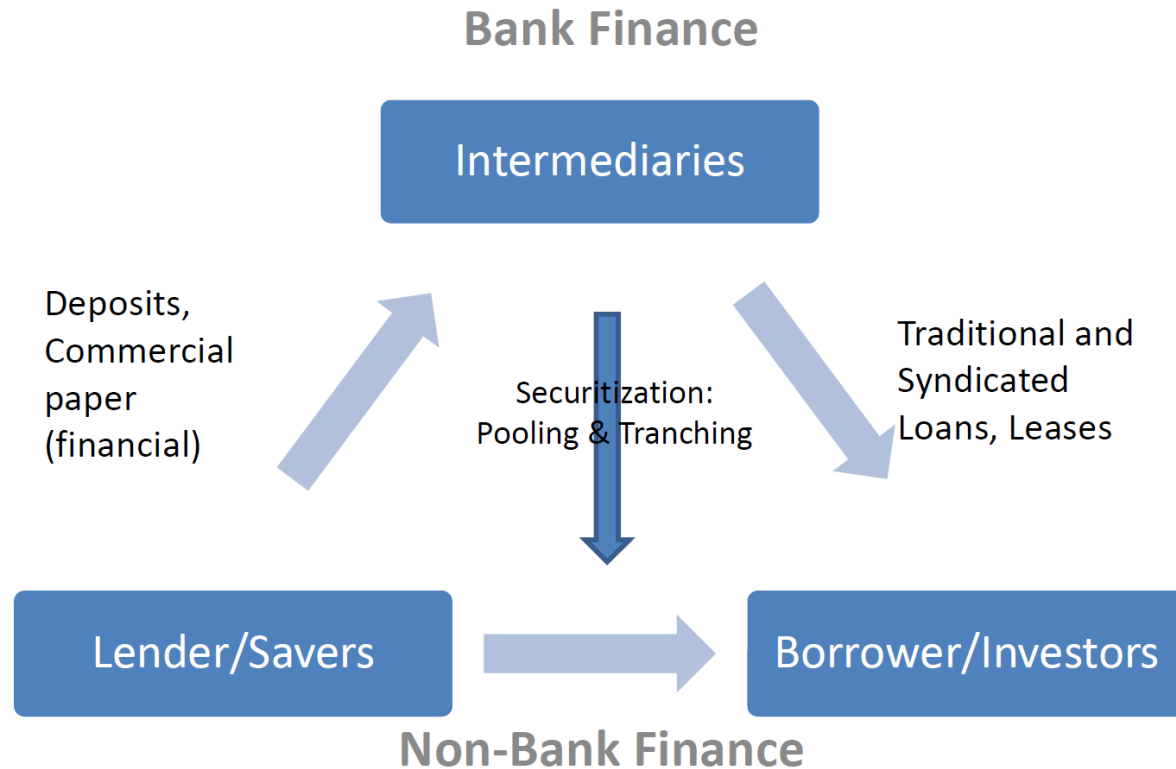 Bank Finance
Intermediaries
Deposits,
Commercial
paper
(financial)
Securitization:
Pooling & Tranching
Traditional and
Syndicated
Loans, Leases
Lender/Savers
Borrower/Investors
Non-Bank Finance